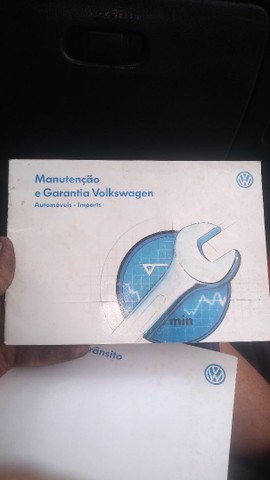 Manutenção
e Garantia Volkswagen
Automóveis - Imports
min
rânsito